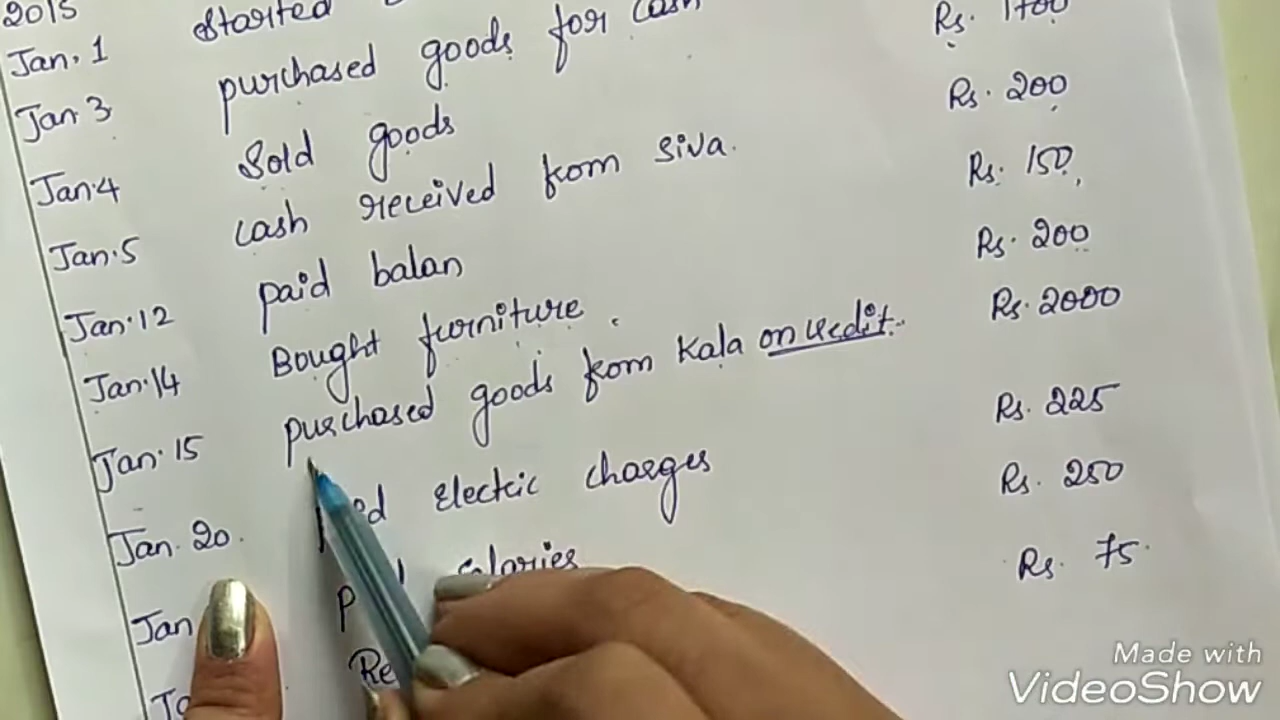 2015
Jan. 1 Started
Jan 3 purchased goods for cash
Jan.4 Sold goods Rs. 1700
Jan.5 cash received from Siva. Rs. 200
Jan.12 paid balan Rs. 150
Jan.14 Bought furniture. Rs. 200
Jan. 15 purchased goods from Kala on credit. Rs. 2000
Jan. 20. electric charges Rs. 225
Jan salaries Rs. 250
Rs. 75
Made with
VideoShow